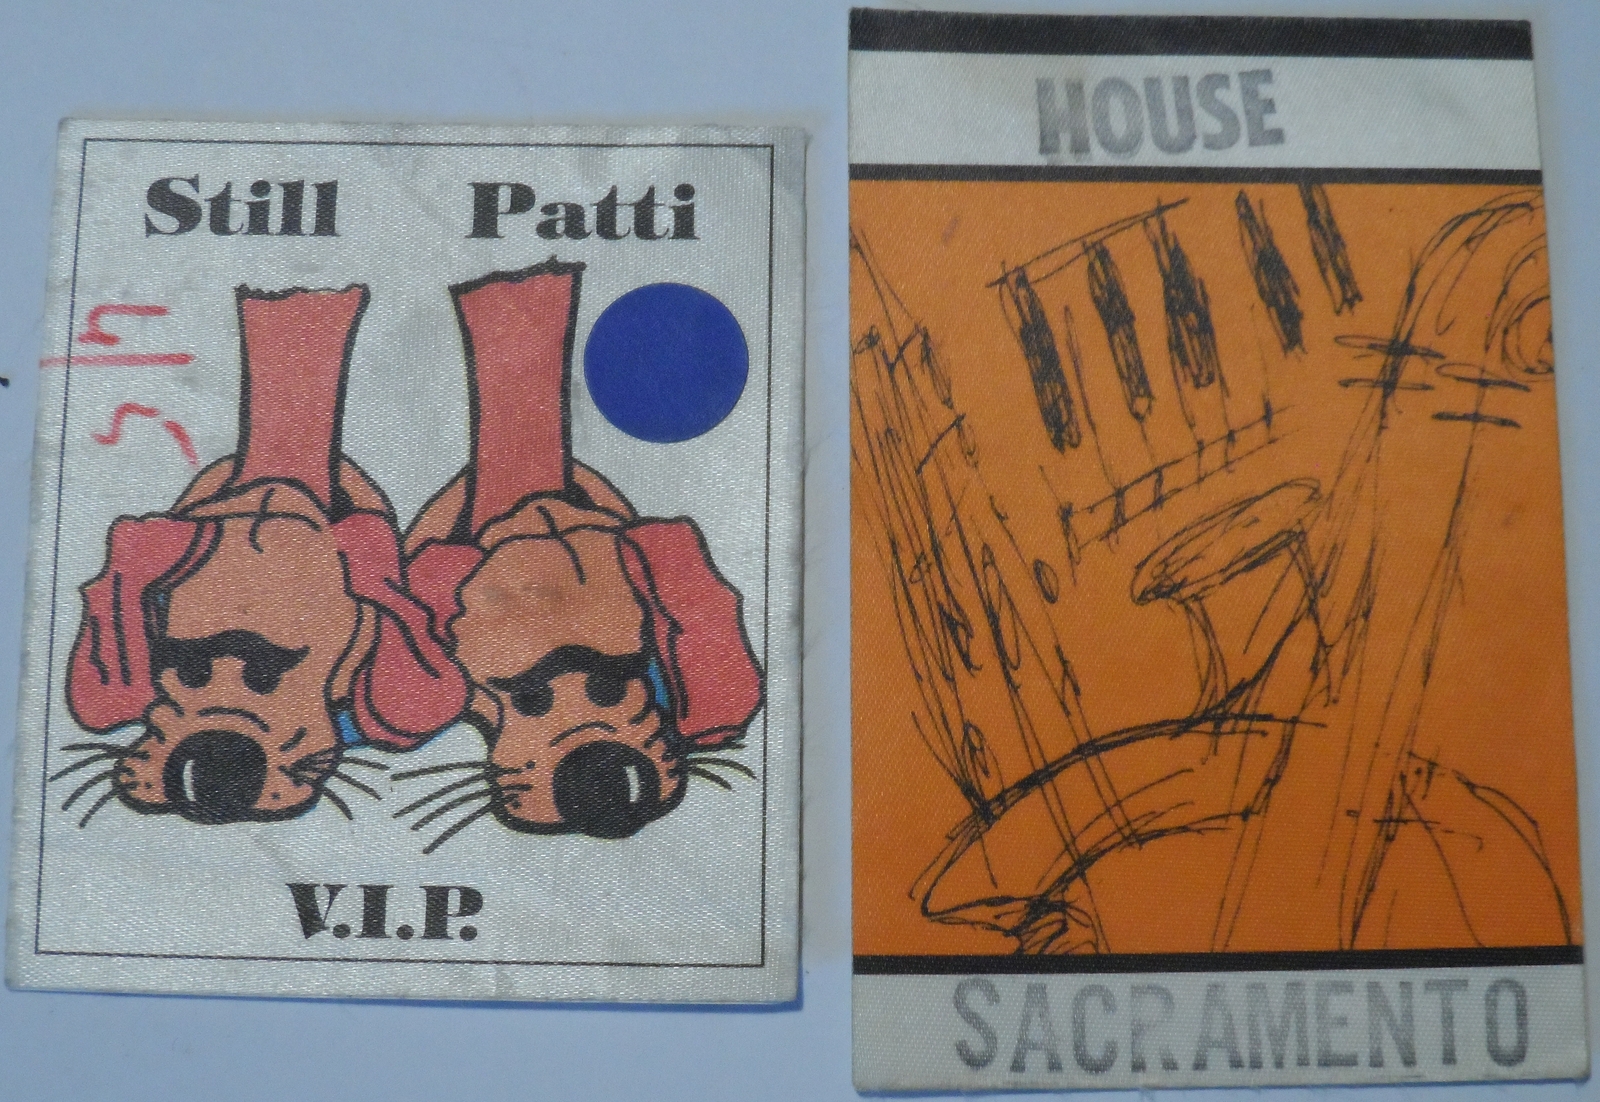 Still Patti
V.I.P.
HOUSE
SACRAMENTO